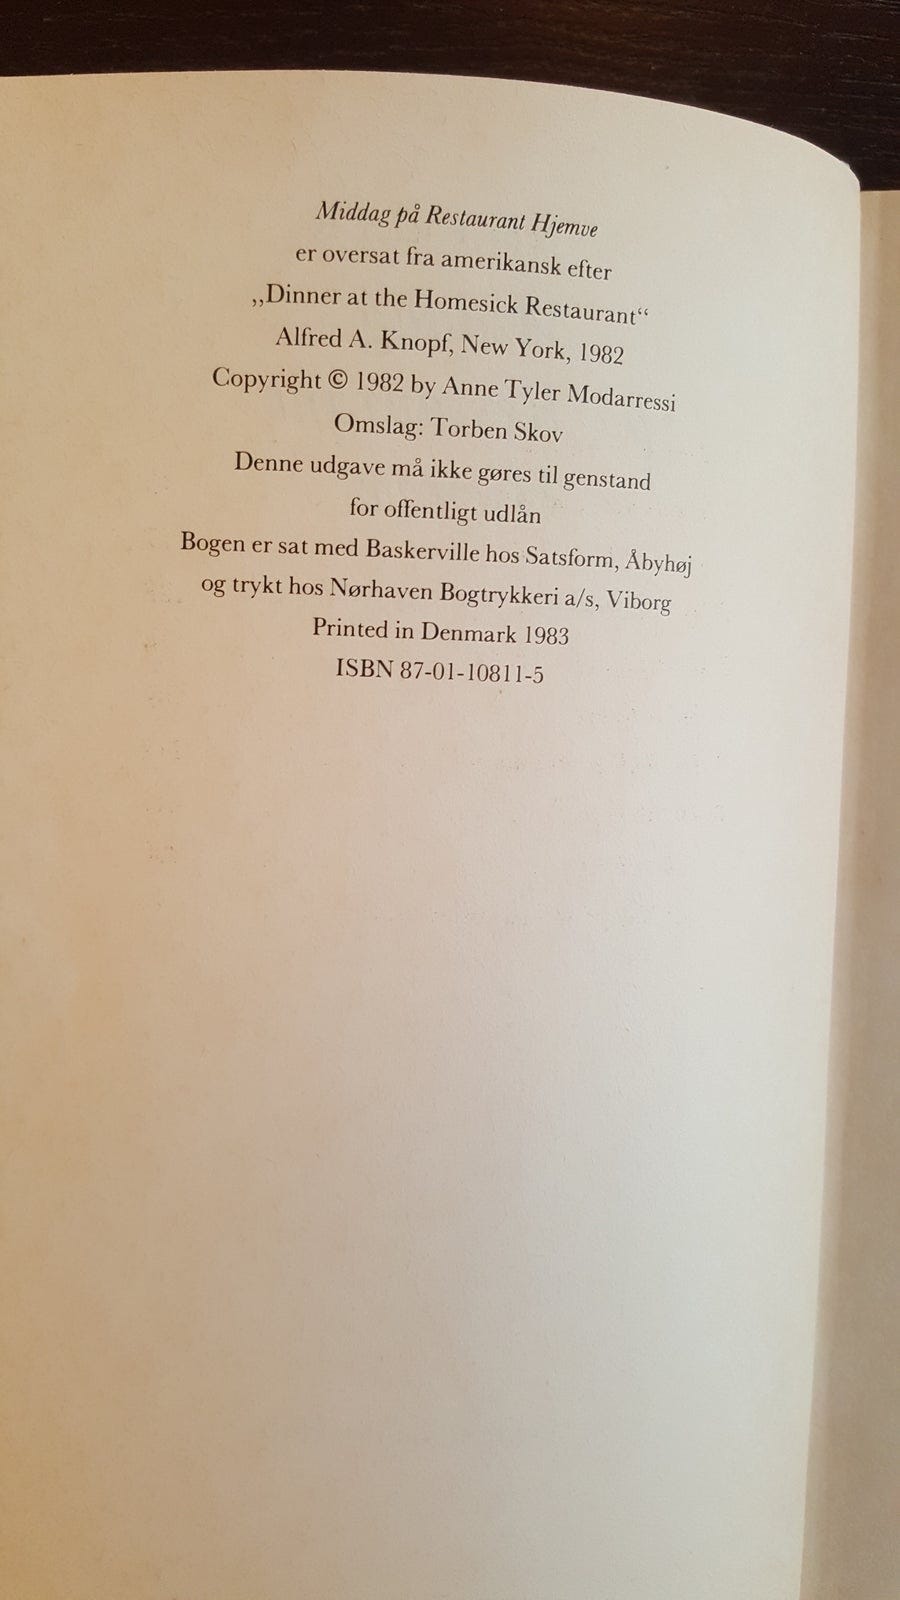 Middag på Restaurant Hjemve
er oversat fra amerikansk efter
,,Dinner at the Homesick Restaurant“
Alfred A. Knopf, New York, 1982
Copyright © 1982 by Anne Tyler Modarressi
Omslag: Torben Skov
Denne udgave må ikke gøres til genstand
for offentligt udlån
Bogen er sat med Baskerville hos Satsform, Åbyhøj
og trykt hos Nørhaven Bogtrykkeri a/s, Viborg
Printed in Denmark 1983
ISBN 87-01-10811-5